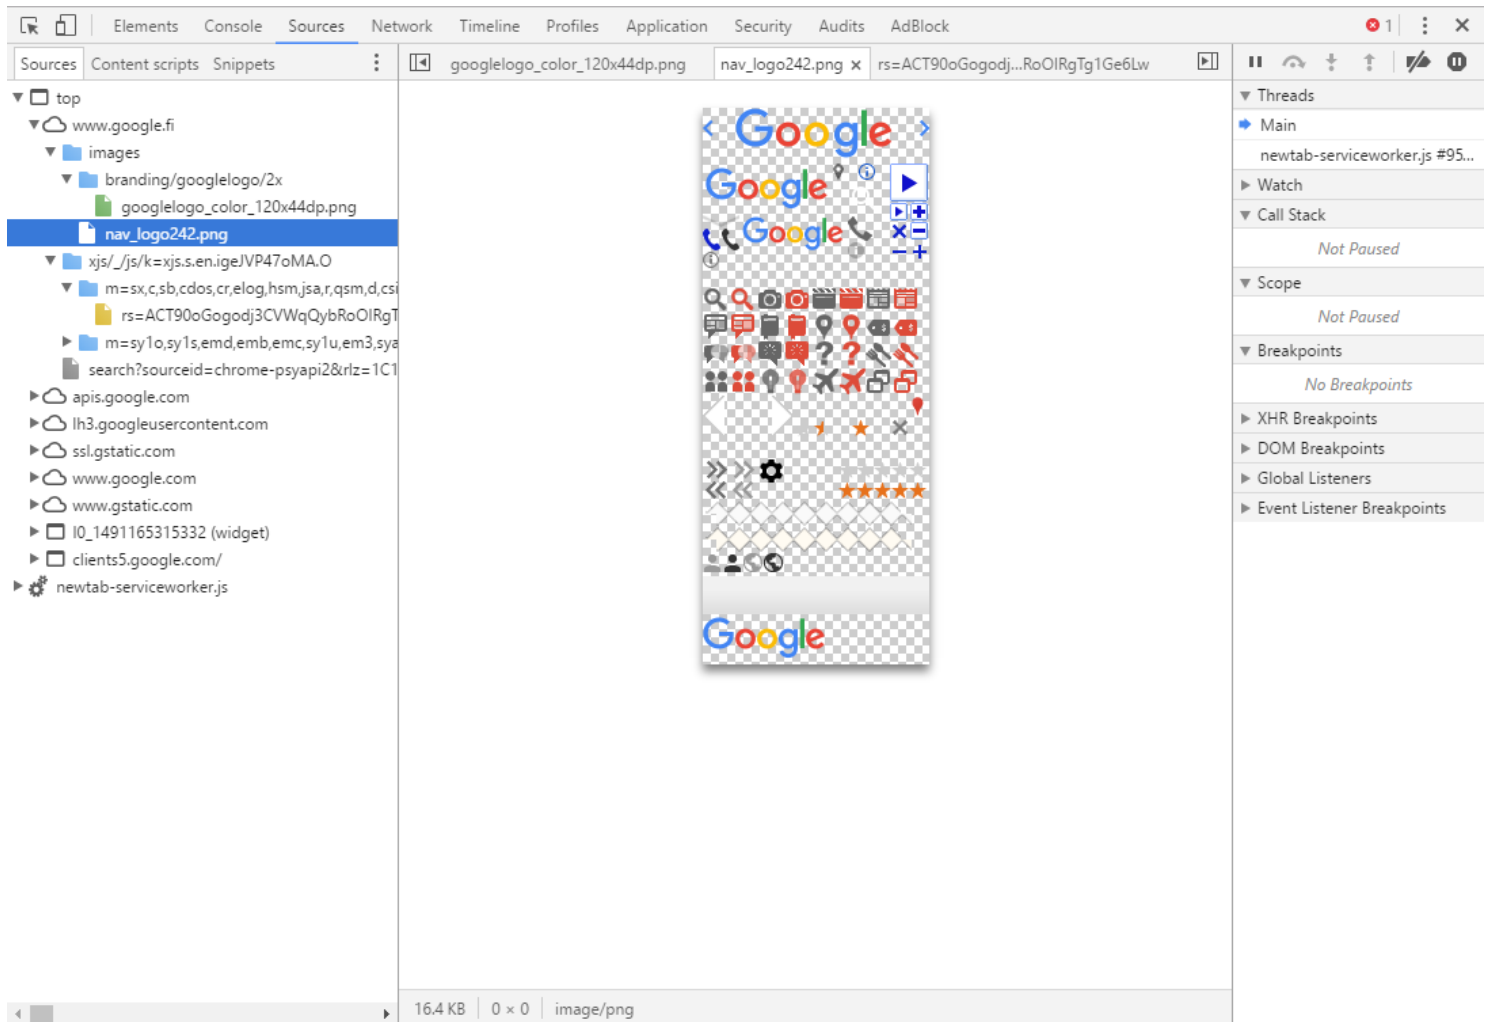 Elements Console Sources Network Timeline Profiles Application Security Audits AdBlock 1
Sources Content scripts Snippets
googlelogo_color_120x44dp.png nav_logo242.png rs=ACT90oGogodj...RoOIRgTg1Ge6Lw
top
www.google.fi
images
branding/googlelogo/2x
googlelogo_color_120x44dp.png
nav_logo242.png
xjs/_/js/k=xjs.s.en.igeJVP47oMA.O
m=sx,c,sb,cdos,cr,elog,hsm,jsa,r,qsm,d,csi
rs=ACT90oGogodj3CVWqQybRoOIRgT
m=sy1o,sy1s,emd,emb,emc,sy1u,em3,sya
search?sourceid=chrome-psyapi2&rlz=1C1
apis.google.com
lh3.googleusercontent.com
ssl.gstatic.com
www.google.com
www.gstatic.com
I0_1491165315332 (widget)
clients5.google.com/
newtab-serviceworker.js
Google
Google
Google
Google
16.4 KB 0 × 0 image/png
Threads
Main
newtab-serviceworker.js #95...
Watch
Call Stack
Not Paused
Scope
Not Paused
Breakpoints
No Breakpoints
XHR Breakpoints
DOM Breakpoints
Global Listeners
Event Listener Breakpoints